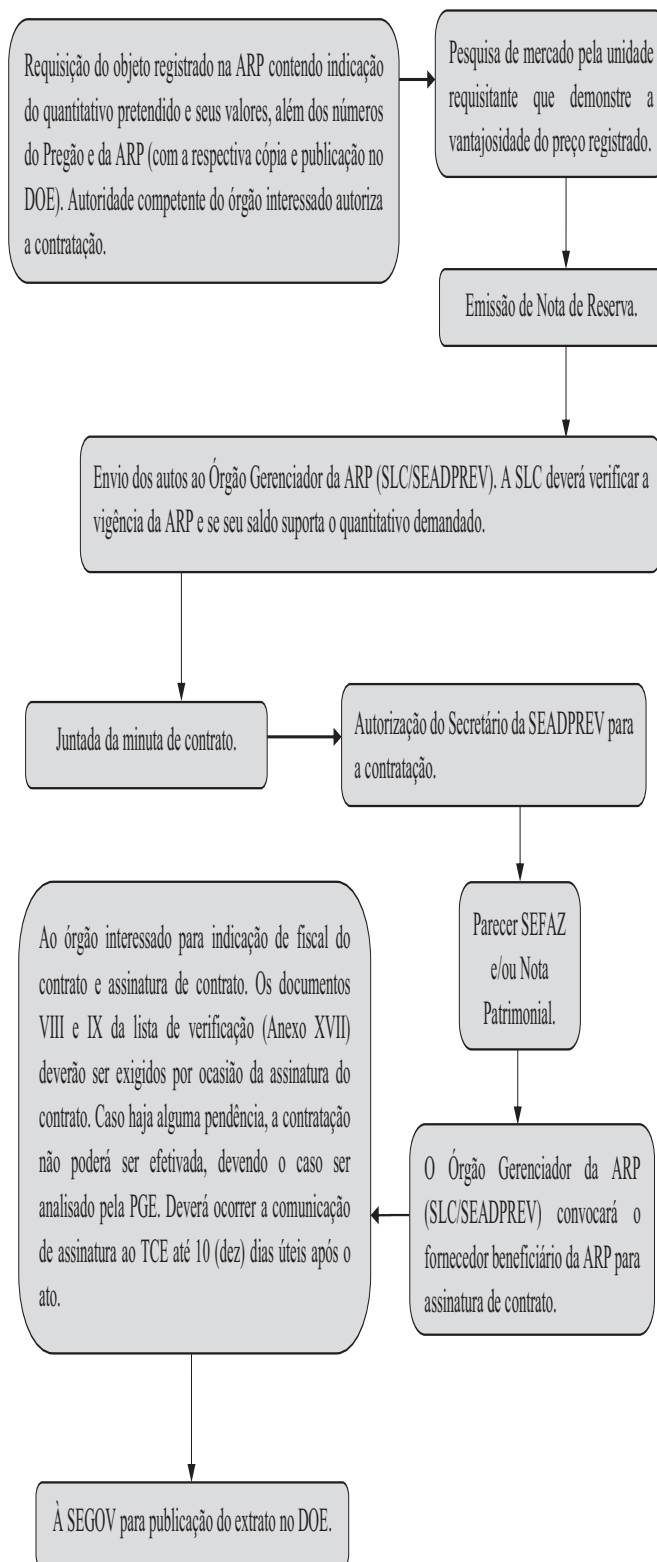 Requisição do objeto registrado na ARP contendo indicação
do quantitativo pretendido e seus valores, além dos números
do Pregão e da ARP (com a respectiva cópia e publicação no
DOE). Autoridade competente do órgão interessado autoriza
a contratação.
Pesquisa de mercado pela unidade
requisitante que demonstre a
vantajosidade do preço registrado.
Emissão de Nota de Reserva.
Envio dos autos ao Órgão Gerenciador da ARP (SLC/SEADPREV). A SLC deverá verificar a
vigência da ARP e se seu saldo suporta o quantitativo demandado.
Juntada da minuta de contrato.
Autorização do Secretário da SEADPREV para
a contratação.
Parecer SEFAZ
e/ou Nota
Patrimonial.
O Órgão Gerenciador da ARP
(SLC/SEADPREV) convocará o
fornecedor beneficiário da ARP para
assinatura de contrato.
Ao órgão interessado para indicação de fiscal do
contrato e assinatura de contrato. Os documentos
VIII e IX da lista de verificação (Anexo XVII)
deverão ser exigidos por ocasião da assinatura do
contrato. Caso haja alguma pendência, a contratação
não poderá ser efetivada, devendo o caso ser
analisado pela PGE. Deverá ocorrer a comunicação
de assinatura ao TCE até 10 (dez) dias úteis após o
ato.
À SEGOV para publicação do extrato no DOE.